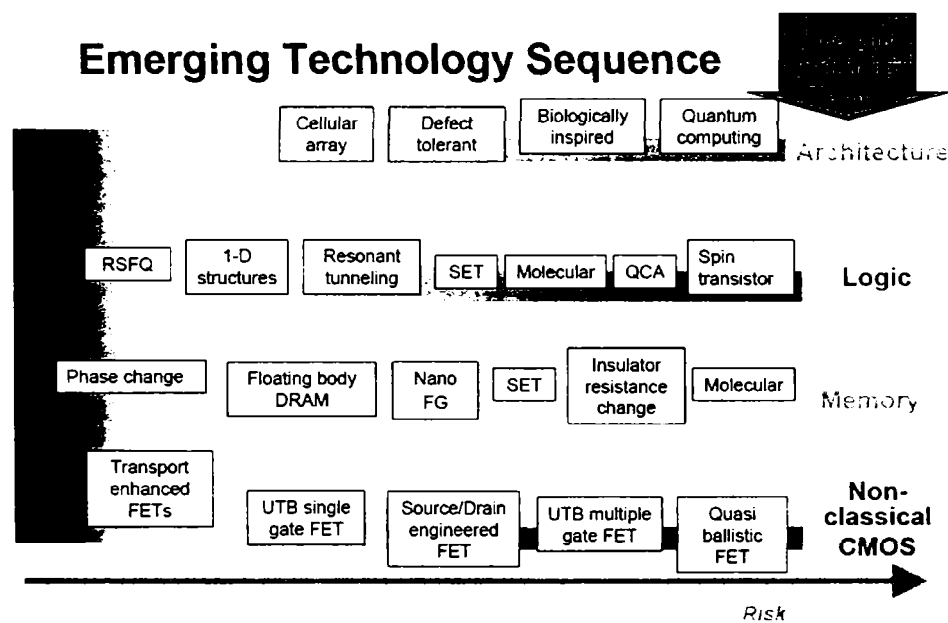 Emerging Technology Sequence
Cellular
array
Defect
tolerant
Biologically
inspired
Quantum
computing
Architecture
RSFQ
1-D
structures
Resonant
tunneling
SET
Molecular
QCA
Spin
transistor
Logic
Phase change
Floating body
DRAM
Nano
FG
SET
Insulator
resistance
change
Molecular
Memory
Transport
enhanced
FETs
UTB single
gate FET
Source/Drain
engineered
FET
UTB multiple
gate FET
Quasi
ballistic
FET
Non-
classical
CMOS
Risk